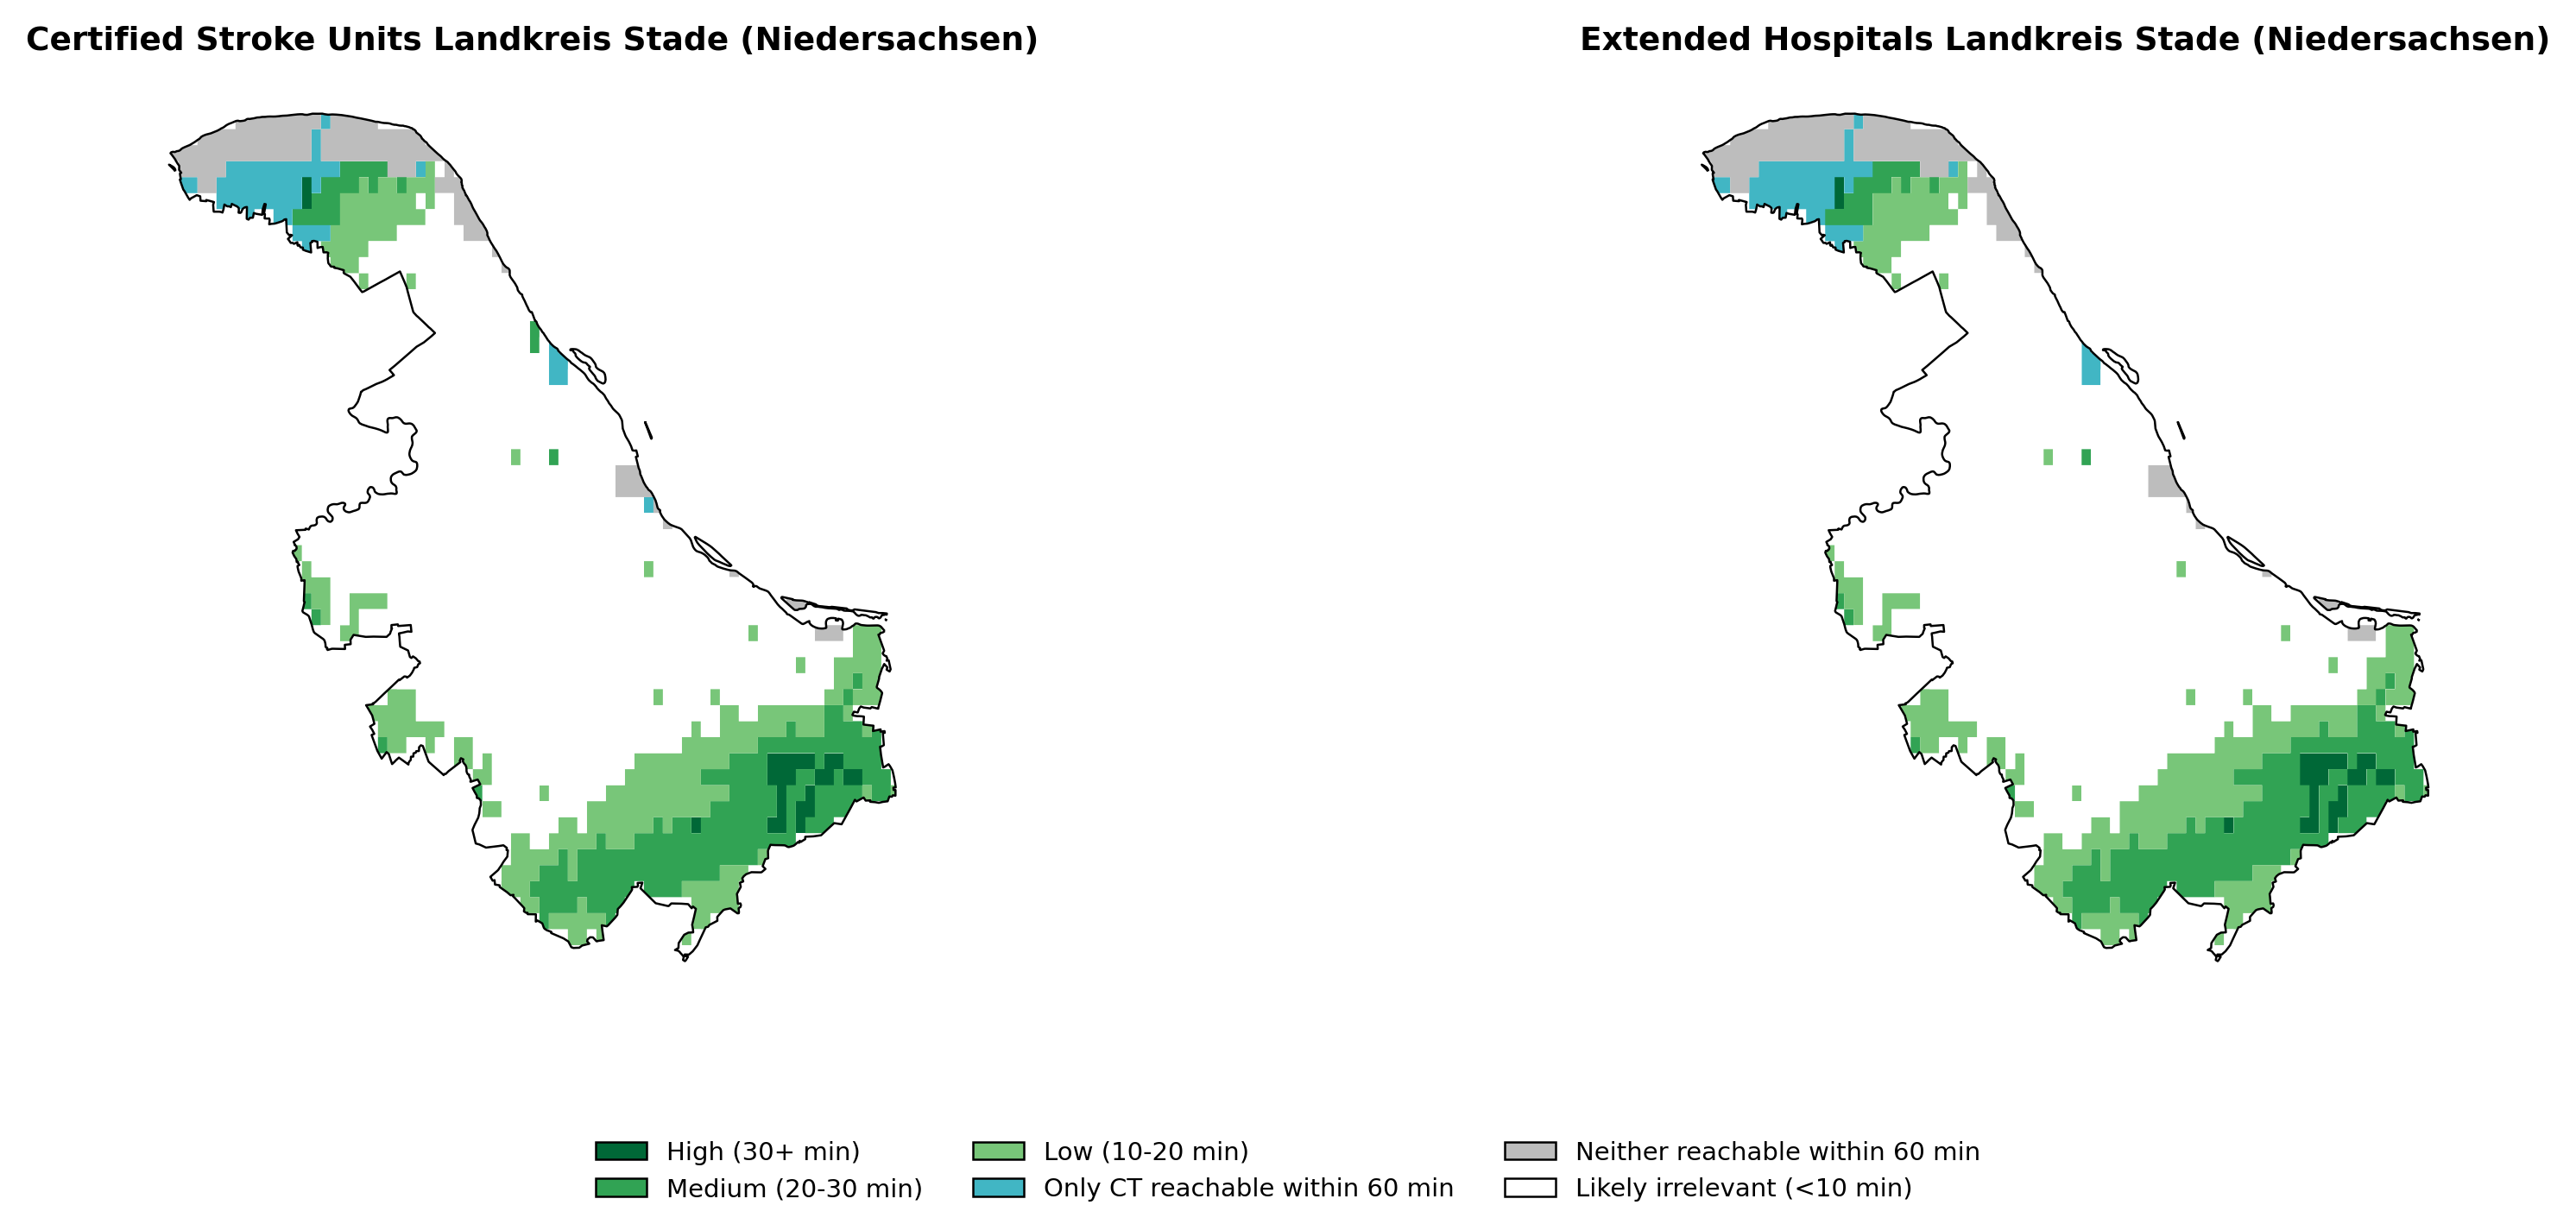 Certified Stroke Units Landkreis Stade (Niedersachsen)
Extended Hospitals Landkreis Stade (Niedersachsen)
High (30+ min)
Medium (20-30 min)
Low (10-20 min)
Only CT reachable within 60 min
Neither reachable within 60 min
Likely irrelevant (<10 min)